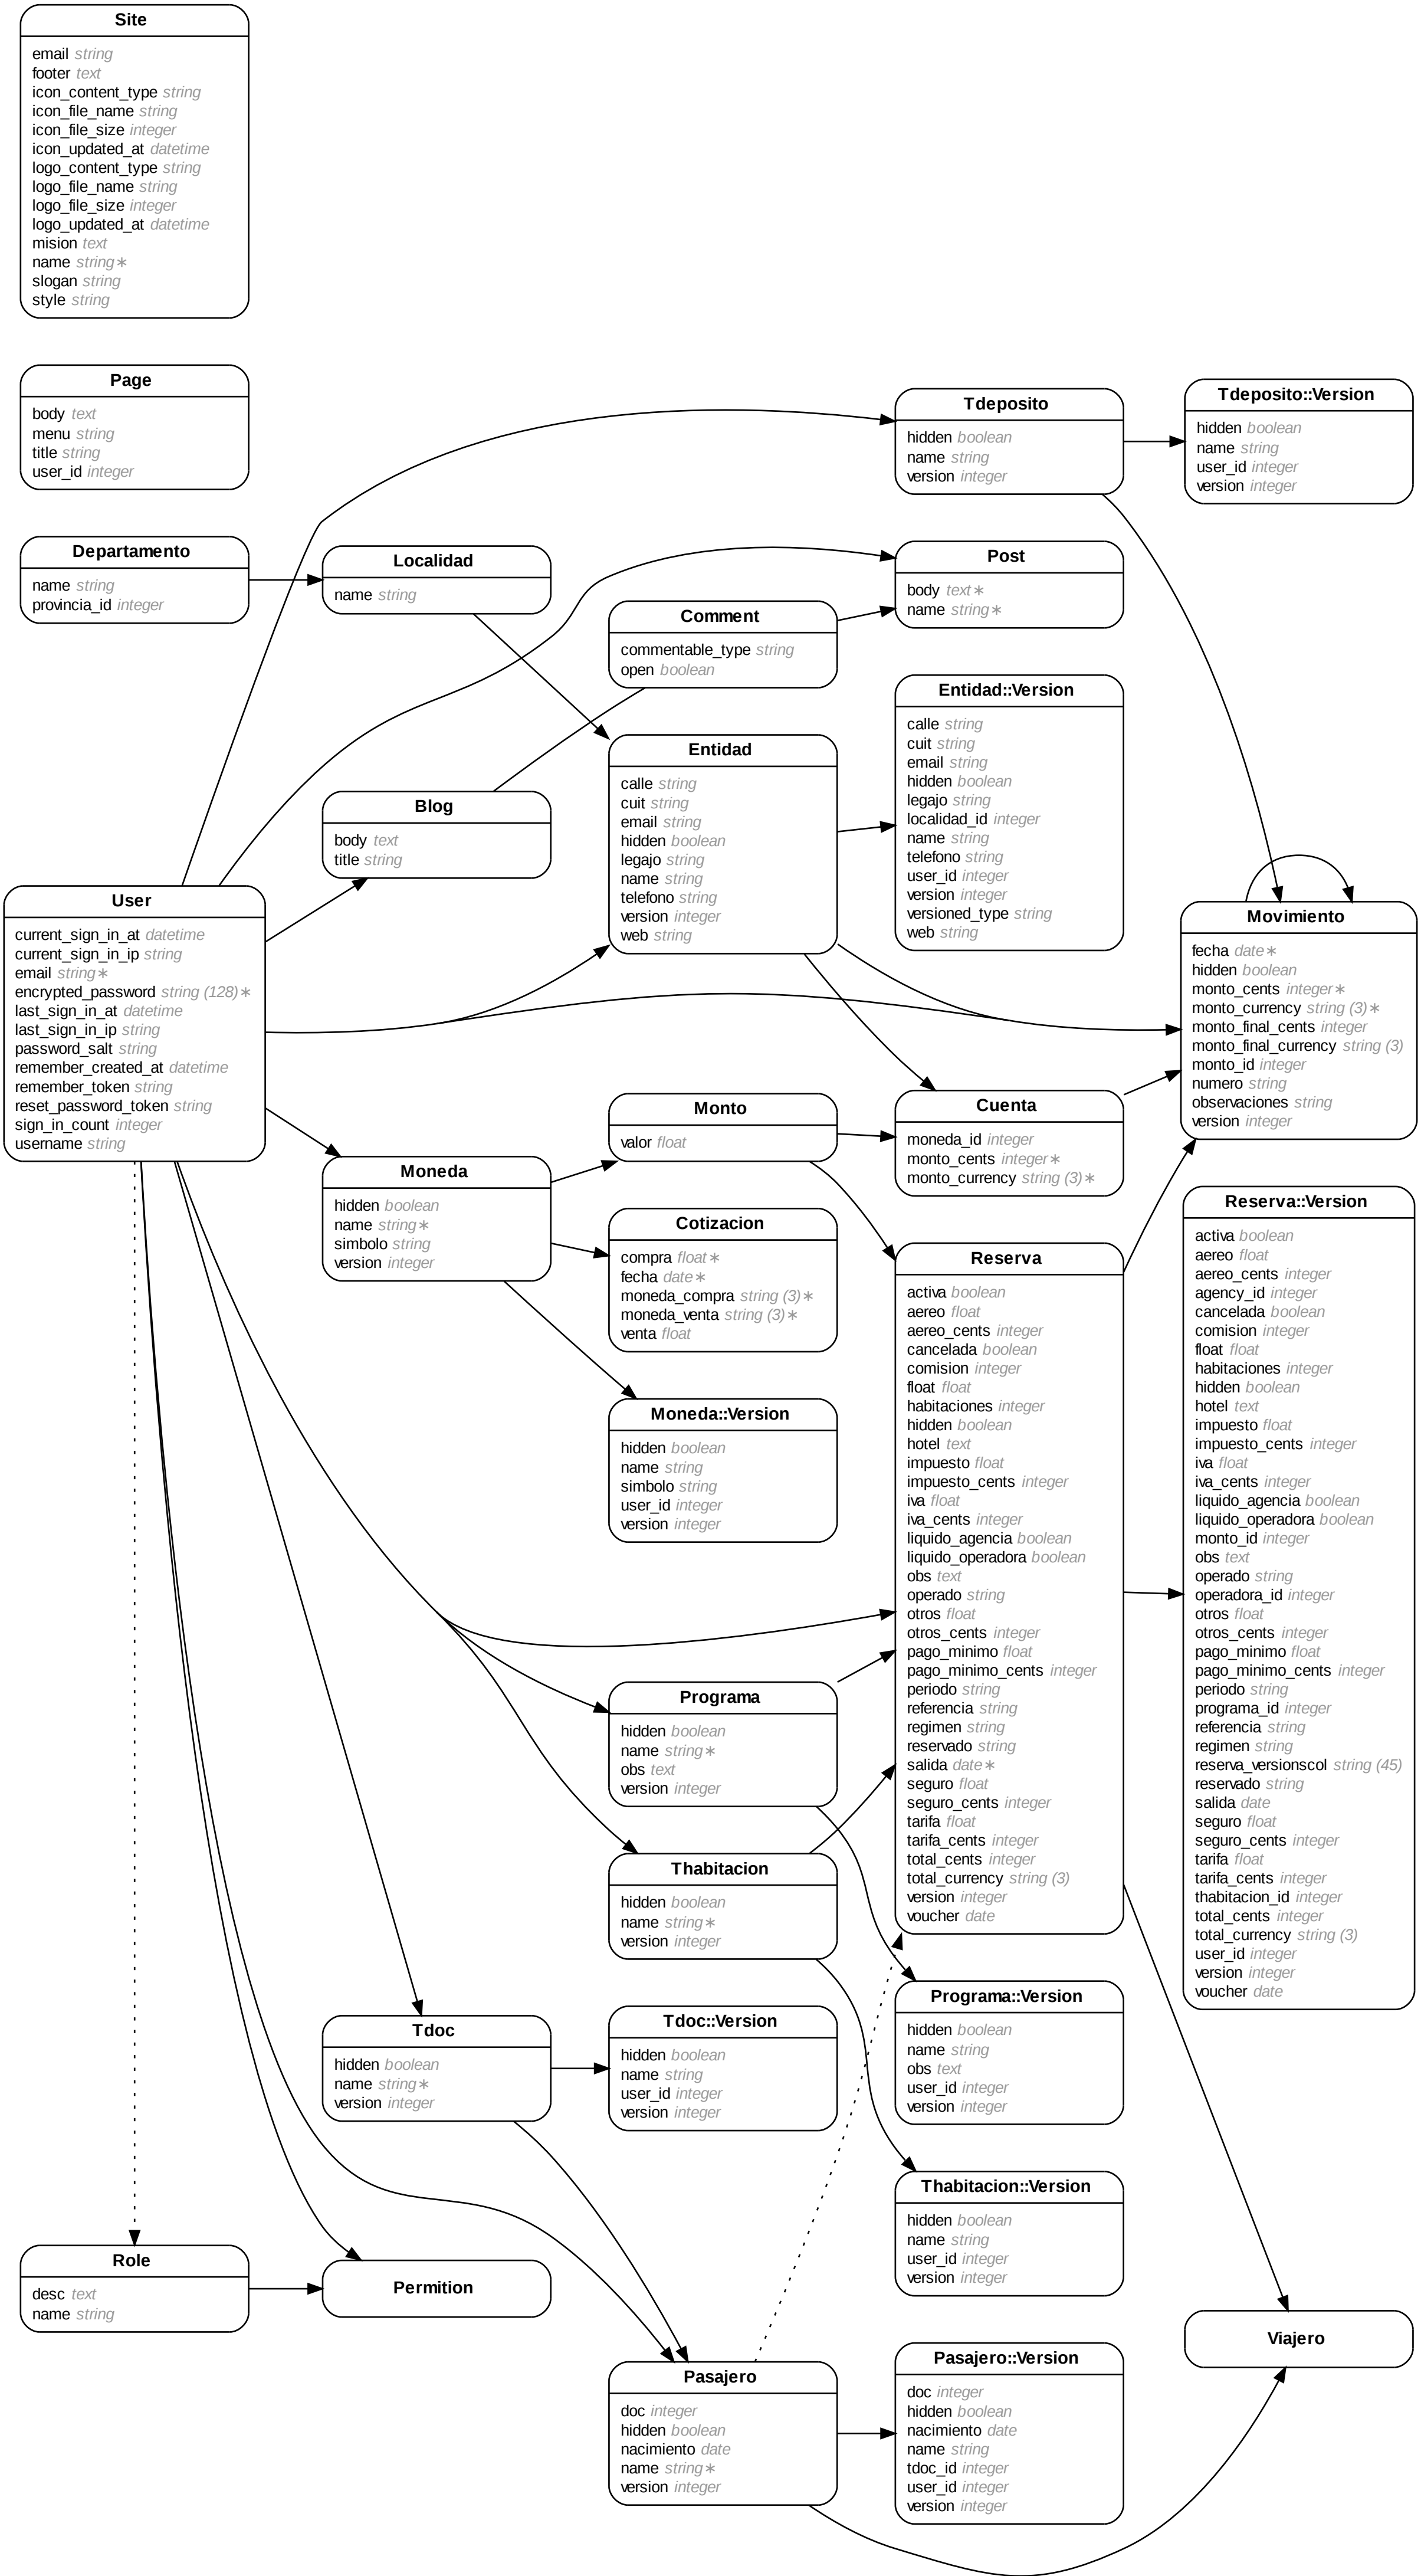 Site
email string
footer text
icon_content_type string
icon_file_name string
icon_file_size integer
icon_updated_at datetime
logo_content_type string
logo_file_name string
logo_file_size integer
logo_updated_at datetime
mision text
name string∗
slogan string
style string
Page
body text
menu string
title string
user_id integer
Departamento
name string
provincia_id integer
User
current_sign_in_at datetime
current_sign_in_ip string
email string∗
encrypted_password string (128)∗
last_sign_in_at datetime
last_sign_in_ip string
password_salt string
remember_created_at datetime
remember_token string
reset_password_token string
sign_in_count integer
username string
Role
desc text
name string
Localidad
name string
Blog
body text
title string
Moneda
hidden boolean
name string∗
simbolo string
version integer
Tdoc
hidden boolean
name string∗
version integer
Permition
Comment
commentable_type string
open boolean
Entidad
calle string
cuit string
email string
hidden boolean
legajo string
name string
telefono string
version integer
web string
Monto
valor float
Cotizacion
compra float∗
fecha date∗
moneda_compra string (3)∗
moneda_venta string (3)∗
venta float
Moneda::Version
hidden boolean
name string
simbolo string
user_id integer
version integer
Programa
hidden boolean
name string∗
obs text
version integer
Thabitacion
hidden boolean
name string∗
version integer
Tdoc::Version
hidden boolean
name string
user_id integer
version integer
Pasajero
doc integer
hidden boolean
nacimiento date
name string∗
version integer
Tdeposito
hidden boolean
name string
version integer
Post
body text∗
name string∗
Entidad::Version
calle string
cuit string
email string
hidden boolean
legajo string
localidad_id integer
name string
telefono string
user_id integer
version integer
versioned_type string
web string
Cuenta
moneda_id integer
monto_cents integer∗
monto_currency string (3)∗
Reserva
activa boolean
aereo float
aereo_cents integer
cancelada boolean
comision integer
float float
habitaciones integer
hidden boolean
hotel text
impuesto float
impuesto_cents integer
iva float
iva_cents integer
liquido_agencia boolean
liquido_operadora boolean
obs text
operado string
otros float
otros_cents integer
pago_minimo float
pago_minimo_cents integer
periodo string
referencia string
regimen string
reservado string
salida date∗
seguro float
seguro_cents integer
tarifa float
tarifa_cents integer
total_cents integer
total_currency string (3)
version integer
voucher date
Programa::Version
hidden boolean
name string
obs text
user_id integer
version integer
Thabitacion::Version
hidden boolean
name string
user_id integer
version integer
Pasajero::Version
doc integer
hidden boolean
nacimiento date
name string
tdoc_id integer
user_id integer
version integer
Tdeposito::Version
hidden boolean
name string
user_id integer
version integer
Movimiento
fecha date∗
hidden boolean
monto_cents integer∗
monto_currency string (3)∗
monto_final_cents integer
monto_final_currency string (3)
monto_id integer
numero string
observaciones string
version integer
Reserva::Version
activa boolean
aereo float
aereo_cents integer
agency_id integer
cancelada boolean
comision integer
float float
habitaciones integer
hidden boolean
hotel text
impuesto float
impuesto_cents integer
iva float
iva_cents integer
liquido_agencia boolean
liquido_operadora boolean
monto_id integer
obs text
operado string
operadora_id integer
otros float
otros_cents integer
pago_minimo float
pago_minimo_cents integer
periodo string
programa_id integer
referencia string
regimen string
reserva_versionscol string (45)
reservado string
salida date
seguro float
seguro_cents integer
tarifa float
tarifa_cents integer
thabitacion_id integer
total_cents integer
total_currency string (3)
user_id integer
version integer
voucher date
Viajero